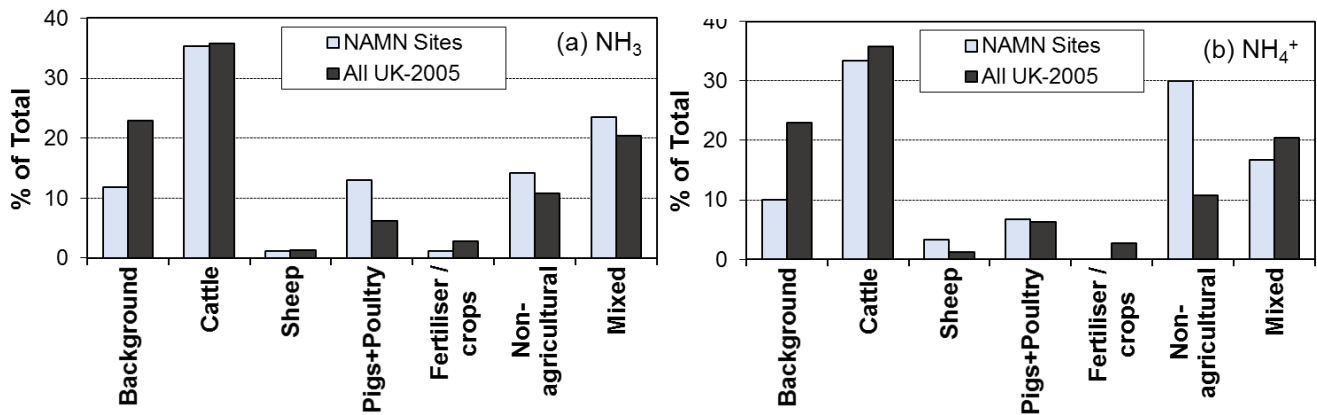 40
30
20
10
0
% of Total
NAMN Sites
All UK-2005
(a) NH₃
Background
Cattle
Sheep
Pigs+Poultry
Fertiliser /
crops
Non-
agricultural
Mixed
40
30
20
10
0
% of Total
NAMN Sites
All UK-2005
(b) NH₄⁺
Background
Cattle
Sheep
Pigs+Poultry
Fertiliser /
crops
Non-
agricultural
Mixed